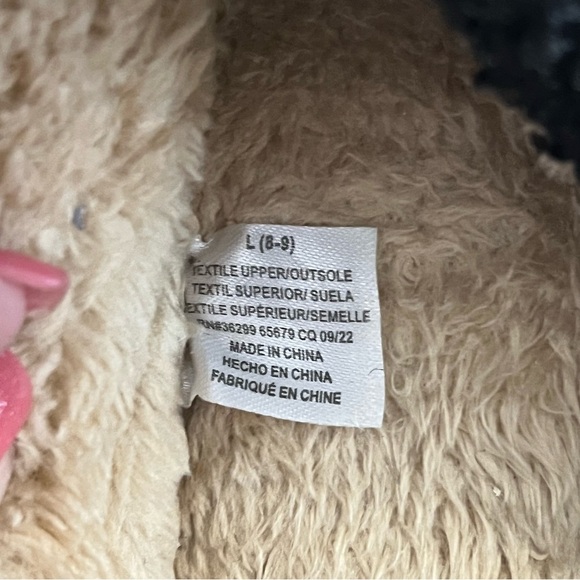 L (8-9)
TEXTILE UPPER/OUTSOLE
TEXTIL SUPERIOR/ SUELA
TEXTILE SUPÉRIEUR/SEMELLE
RN#36299 65679 CQ 09/22
MADE IN CHINA
HECHO EN CHINA
FABRIQUÉ EN CHINE